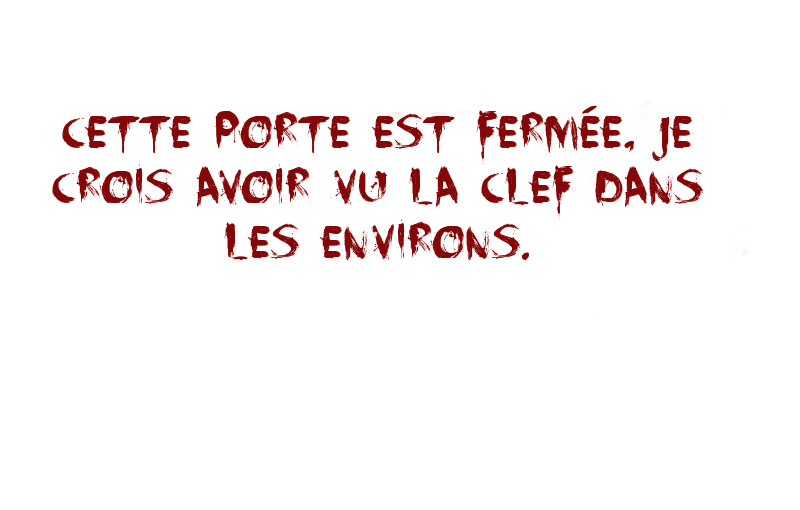 CETTE PORTE EST FERMÉE. JE
CROIS AVOIR VU LA CLEF DANS
LES ENVIRONS.